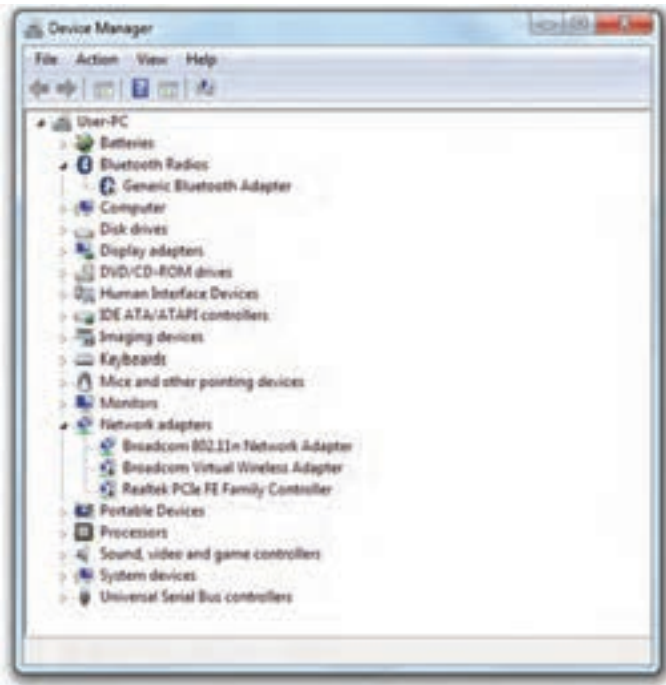 Device Manager
File Action View Help
User-PC
Batteries
Bluetooth Radios
Generic Bluetooth Adapter
Computer
Disk drives
Display adapters
DVD/CD-ROM drives
Human Interface Devices
IDE ATA/ATAPI controllers
Imaging devices
Keyboards
Mice and other pointing devices
Monitors
Network adapters
Broadcom 802.11n Network Adapter
Broadcom Virtual Wireless Adapter
Realtek PCIe FE Family Controller
Portable Devices
Processors
Sound, video and game controllers
System devices
Universal Serial Bus controllers